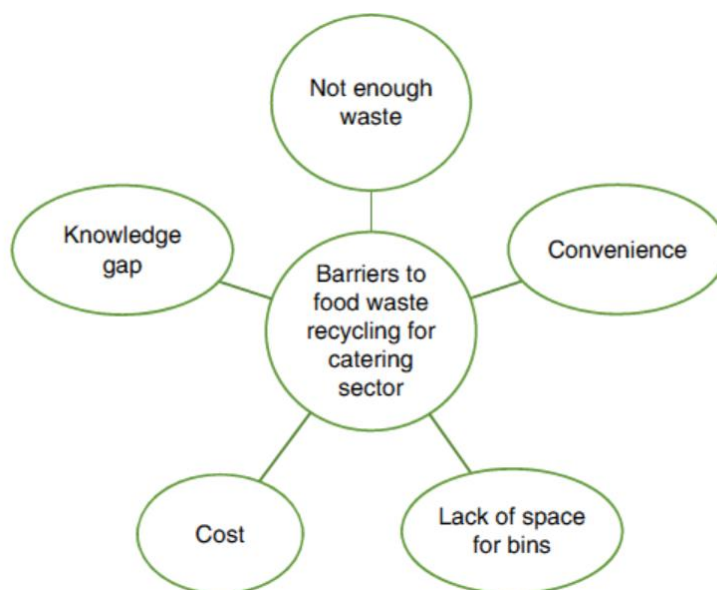 Not enough
waste
Knowledge
gap
Convenience
Barriers to
food waste
recycling for
catering
sector
Cost
Lack of space
for bins